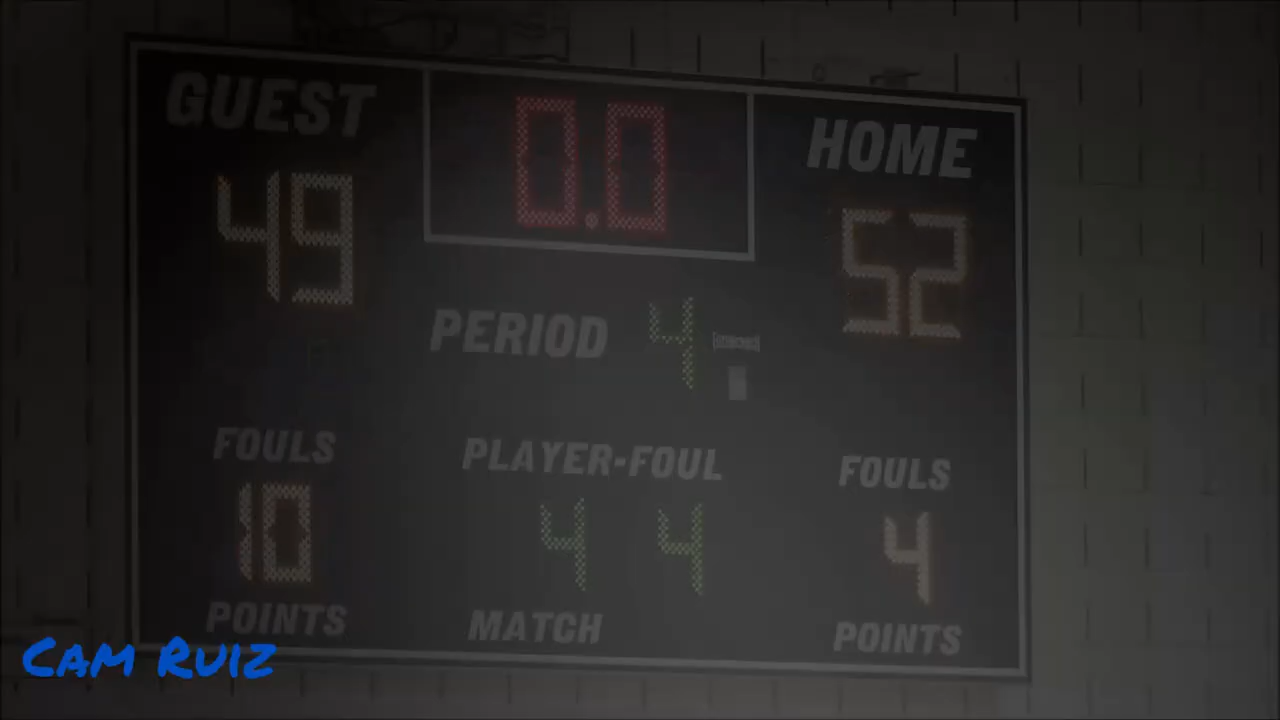 GUEST
0.0
HOME
49
52
PERIOD 4
FOULS
PLAYER-FOUL
FOULS
10
4 4
4
POINTS
MATCH
POINTS
CAM RUIZ